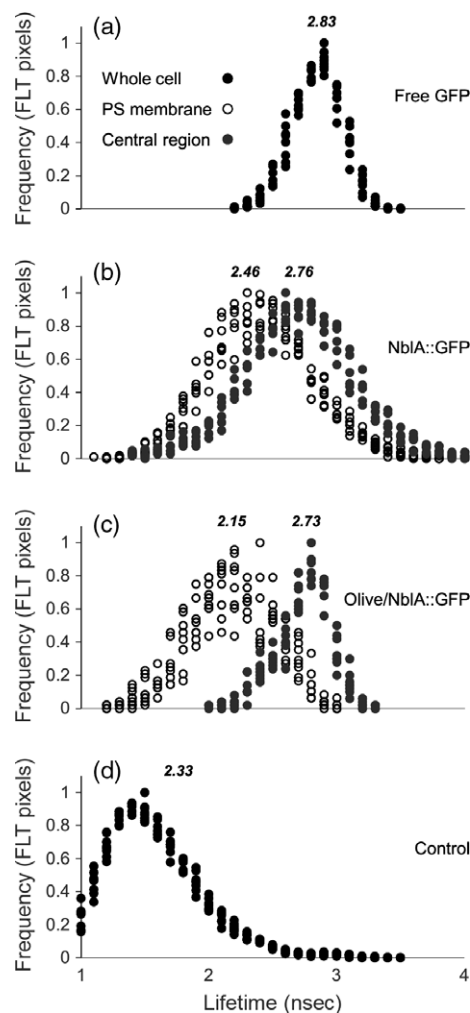 (a)
2.83
Frequency (FLT pixels)
1
0.8
0.6
0.4
0.2
0
Whole cell
PS membrane
Central region
Free GFP
(b)
2.46 2.76
Frequency (FLT pixels)
1
0.8
0.6
0.4
0.2
0
NblA::GFP
(c)
2.15 2.73
Frequency (FLT pixels)
1
0.8
0.6
0.4
0.2
0
Olive/NblA::GFP
(d)
2.33
Frequency (FLT pixels)
1
0.8
0.6
0.4
0.2
0
Control
1 2 3 4
Lifetime (nsec)